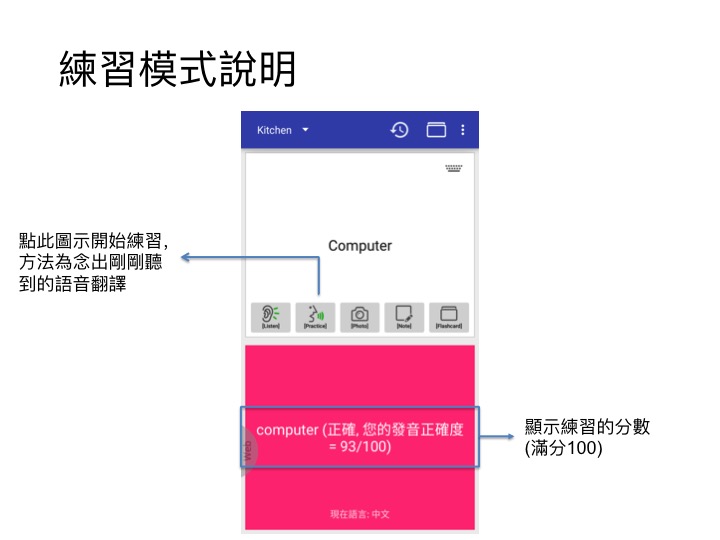 練習模式說明
Kitchen
點此圖示開始練習,
方法為念出剛剛聽
到的語音翻譯
Computer
[Listen] [Practice] [Photo] [Note] [Flashcard]
computer (正確, 您的發音正確度
= 93/100)
Web
顯示練習的分數
(滿分100)
現在語言: 中文